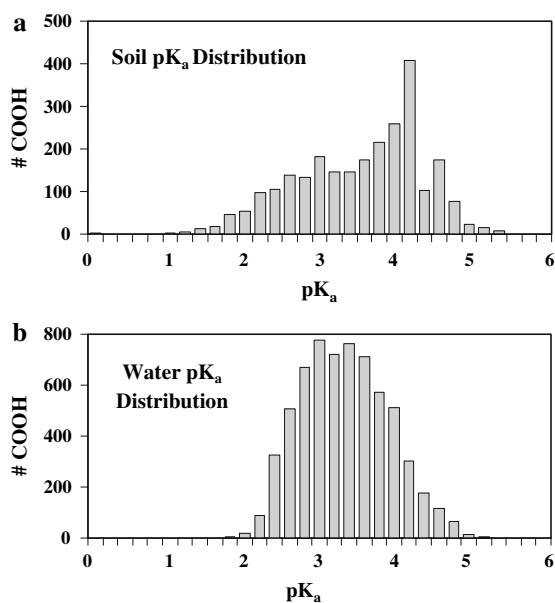 a
Soil pKa Distribution
# COOH
500
400
300
200
100
0
0 1 2 3 4 5 6
pKa
b
Water pKa
Distribution
# COOH
800
600
400
200
0
0 1 2 3 4 5 6
pKa